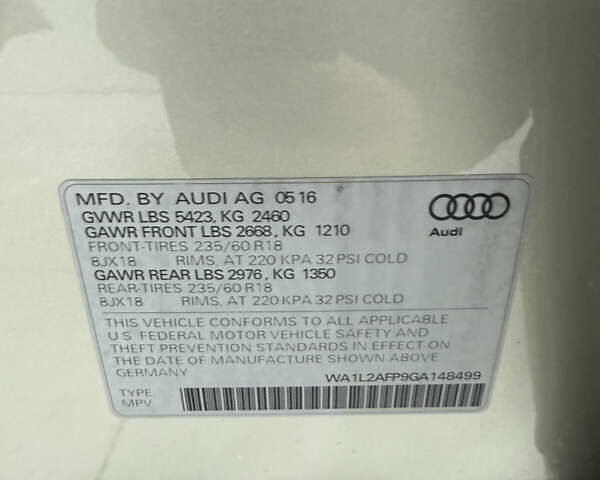 MFD. BY AUDI AG 0516
GVWR LBS 5423, KG 2460
GAWR FRONT LBS 2668, KG 1210
FRONT-TIRES 235/60 R18
8JX18 RIMS, AT 220 KPA 32 PSI COLD
GAWR REAR LBS 2976, KG 1350
REAR-TIRES 235/60 R18
8JX18 RIMS, AT 220 KPA 32 PSI COLD
Audi
THIS VEHICLE CONFORMS TO ALL APPLICABLE
U.S. FEDERAL MOTOR VEHICLE SAFETY AND
THEFT PREVENTION STANDARDS IN EFFECT ON
THE DATE OF MANUFACTURE SHOWN ABOVE
GERMANY WA1L2AFP9GA148499
TYPE
MPV